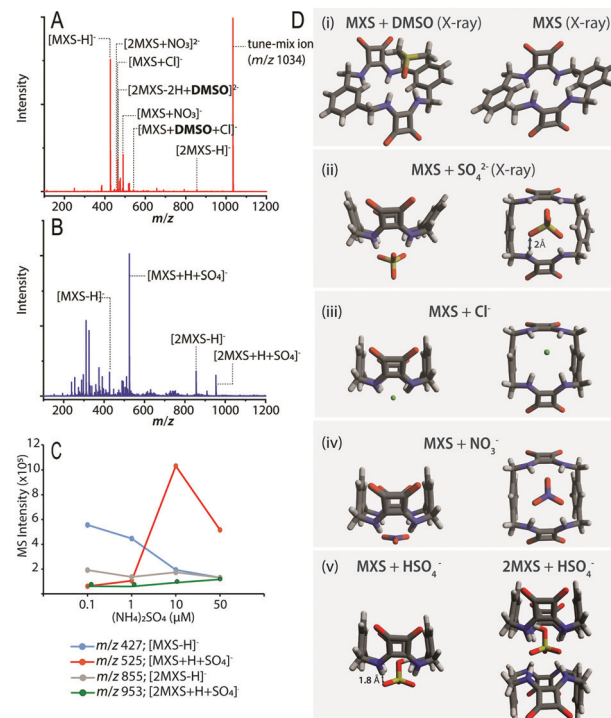 A
[MXS-H]⁻
[2MXS+NO₃]²⁻
[MXS+Cl]⁻
[2MXS-2H+DMSO]²⁻
[MXS+NO₃]⁻
[MXS+DMSO+Cl]⁻
[2MXS-H]⁻
tune-mix ion
(m/z 1034)
Intensity
200 400 600 800 1000 1200
m/z
B
[MXS+H+SO₄]⁻
[MXS-H]⁻
[2MXS-H]⁻
[2MXS+H+SO₄]⁻
Intensity
200 400 600 800 1000 1200
m/z
C
MS Intensity (x10⁵)
12
10
8
6
4
2
0.1 1 10 50
(NH₄)₂SO₄ (μM)
m/z 427; [MXS-H]⁻
m/z 525; [MXS+H+SO₄]⁻
m/z 855; [2MXS-H]⁻
m/z 953; [2MXS+H+SO₄]⁻
D
(i) MXS + DMSO (X-ray) MXS (X-ray)
(ii) MXS + SO₄²⁻ (X-ray)
2Å
(iii) MXS + Cl⁻
(iv) MXS + NO₃⁻
(v) MXS + HSO₄⁻ 2MXS + HSO₄⁻
1.8 Å